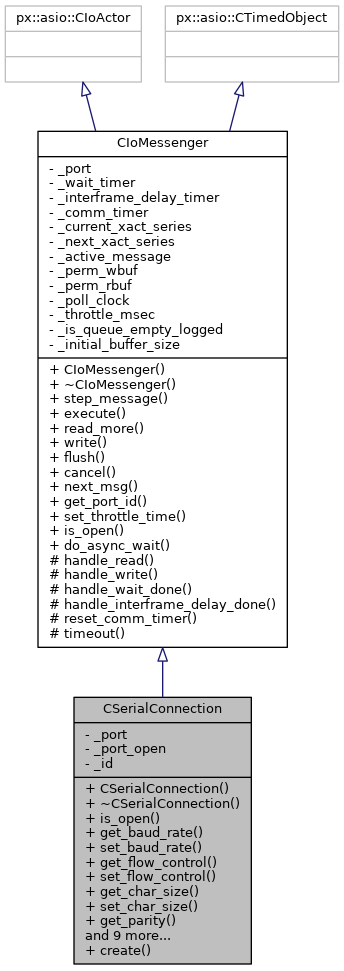 px::asio::CIoActor
px::asio::CTimedObject
CIoMessenger
- _port
- _wait_timer
- _interframe_delay_timer
- _comm_timer
- _current_xact_series
- _next_xact_series
- _active_message
- _perm_wbuf
- _perm_rbuf
- _poll_clock
- _throttle_msec
- _is_queue_empty_logged
- _initial_buffer_size
+ CIoMessenger()
+ ~CIoMessenger()
+ step_message()
+ execute()
+ read_more()
+ write()
+ flush()
+ cancel()
+ next_msg()
+ get_port_id()
+ set_throttle_time()
+ is_open()
+ do_async_wait()
# handle_read()
# handle_write()
# handle_wait_done()
# handle_interframe_delay_done()
# reset_comm_timer()
# timeout()
CSerialConnection
- _port
- _port_open
- _id
+ CSerialConnection()
+ ~CSerialConnection()
+ is_open()
+ get_baud_rate()
+ set_baud_rate()
+ get_flow_control()
+ set_flow_control()
+ get_char_size()
+ set_char_size()
+ get_parity()
and 9 more...
+ create()